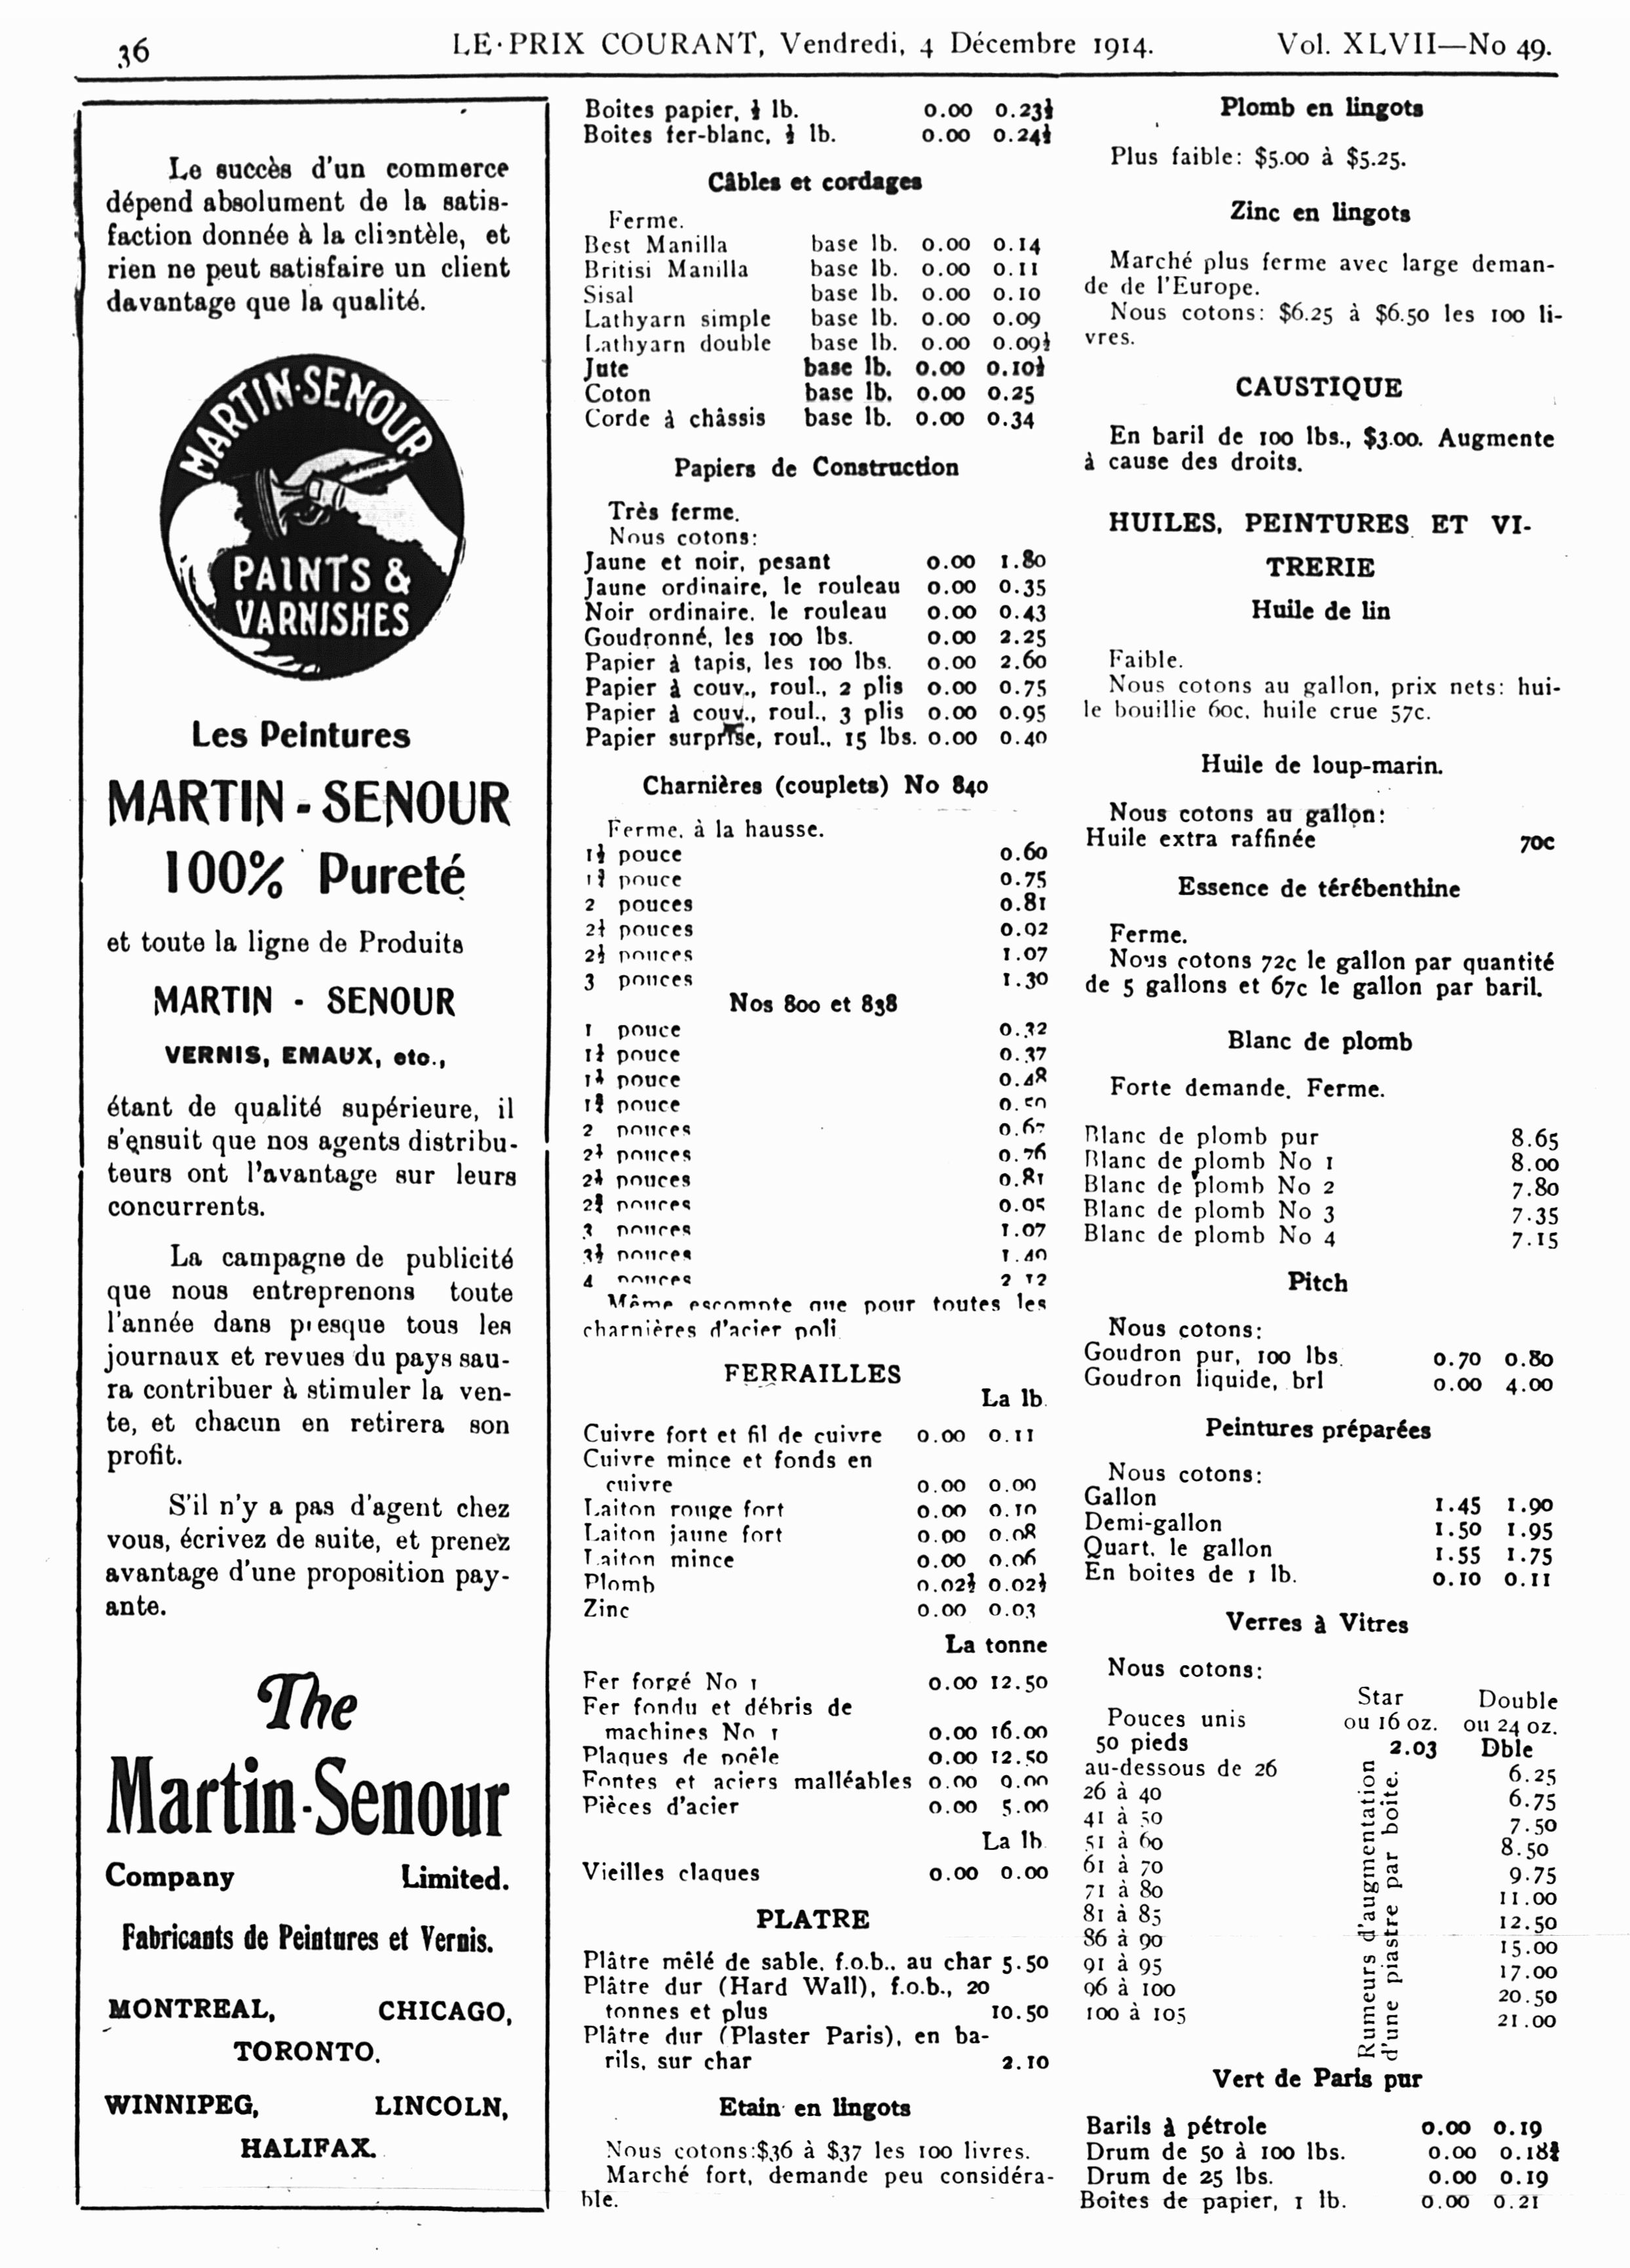 36
LE PRIX COURANT, Vendredi, 4 Décembre 1914.
Vol. XLVII—No 49.
Le succès d'un commerce
dépend absolument de la satis-
faction donnée à la clientèle, et
rien ne peut satisfaire un client
davantage que la qualité.
MARTIN-SENOUR
PAINTS &
VARNISHES
Les Peintures
MARTIN-SENOUR
100% Pureté
et toute la ligne de Produits
MARTIN - SENOUR
VERNIS, EMAUX, etc.,
étant de qualité supérieure, il
s'ensuit que nos agents distribu-
teurs ont l'avantage sur leurs
concurrents.
La campagne de publicité
que nous entreprenons toute
l'année dans presque tous les
journaux et revues du pays sau-
ra contribuer à stimuler la ven-
te, et chacun en retirera son
profit.
S'il n'y a pas d'agent chez
vous, écrivez de suite, et prenez
avantage d'une proposition pay-
ante.
The
Martin-Senour
Company Limited.
Fabricants de Peintures et Vernis.
MONTREAL, CHICAGO,
TORONTO.
WINNIPEG, LINCOLN,
HALIFAX.
Boites papier, lb. 0.00 0.23½
Boites fer-blanc, lb. 0.00 0.24½
Câbles et cordages
Ferme.
Best Manilla base lb. 0.00 0.14
Britisi Manilla base lb. 0.00 0.11
Sisal base lb. 0.00 0.10
Lathyarn simple base lb. 0.00 0.09
Lathyarn double base lb. 0.00 0.09½
Jute base lb. 0.00 0.10½
Coton base lb. 0.00 0.25
Corde à châssis base lb. 0.00 0.34
Papiers de Construction
Très ferme.
Nous cotons:
Jaune et noir, pesant 0.00 1.80
Jaune ordinaire, le rouleau 0.00 0.35
Noir ordinaire, le rouleau 0.00 0.43
Goudronné, les 100 lbs. 0.00 2.25
Papier à tapis, les 100 lbs. 0.00 2.60
Papier à couv., roul., 2 plis 0.00 0.75
Papier à couv., roul., 3 plis 0.00 0.95
Papier surprise, roul., 15 lbs. 0.00 0.40
Charnières (couplets) No 840
Ferme, à la hausse.
1½ pouce 0.60
1¾ pouce 0.75
2 pouces 0.81
2¼ pouces 0.02
2½ pouces 1.07
3 pouces 1.30
Nos 800 et 838
1 pouce 0.32
1¼ pouce 0.37
1½ pouce 0.48
1¾ pouce
2 pouces 0.67
2¼ pouces 0.76
2½ pouces 0.81
2¾ pouces 0.95
3 pouces 1.07
3½ pouces 1.40
4 pouces 2 12
Même escompte que pour toutes les
charnières d'acier poli
FERRAILLES
La lb.
Cuivre fort et fil de cuivre 0.00 0.11
Cuivre mince et fonds en
cuivre 0.00 0.00
Laiton rouge fort 0.00 0.10
Laiton jaune fort 0.00 0.08
Laiton mince 0.00 0.06
Plomb 0.02 0.02½
Zinc 0.00 0.03
La tonne
Fer forgé No 1 0.00 12.50
Fer fondu et débris de
machines No 1 0.00 16.00
Plaques de poêle 0.00 12.50
Fontes et aciers malléables 0.00 9.00
Pièces d'acier 0.00 5.00
La lb
Vieilles claques 0.00 0.00
PLATRE
Plâtre mêlé de sable, f.o.b., au char 5.50
Plâtre dur (Hard Wall), f.o.b., 20
tonnes et plus 10.50
Plâtre dur (Plaster Paris), en ba-
rils, sur char 2.10
Etain en lingots
Nous cotons:$36 à $37 les 100 livres.
Marché fort, demande peu considéra-
ble.
Plomb en lingots
Plus faible: $5.00 à $5.25.
Zinc en lingots
Marché plus ferme avec large deman-
de de l'Europe.
Nous cotons: $6.25 à $6.50 les 100 li-
vres.
CAUSTIQUE
En baril de 100 lbs., $3.00. Augmente
à cause des droits.
HUILES, PEINTURES ET VI-
TRERIE
Huile de lin
Faible.
Nous cotons au gallon, prix nets: hui-
le bouillie 60c, huile crue 57c.
Huile de loup-marin.
Nous cotons au gallon:
Huile extra raffinée 70c
Essence de térébenthine
Ferme.
Nous cotons 72c le gallon par quantité
de 5 gallons et 67c le gallon par baril.
Blanc de plomb
Forte demande. Ferme.
Blanc de plomb pur 8.65
Blanc de plomb No 1 8.00
Blanc de plomb No 2 7.80
Blanc de plomb No 3 7.35
Blanc de plomb No 4 7.15
Pitch
Nous cotons:
Goudron pur, 100 lbs. 0.70 0.80
Goudron liquide, brl 0.00 4.00
Peintures préparées
Nous cotons:
Gallon 1.45 1.90
Demi-gallon 1.50 1.95
Quart, le gallon 1.55 1.75
En boites de 1 lb. 0.10 0.11
Verres à Vitres
Nous cotons:
Star Double
Pouces unis ou 16 oz. ou 24 oz.
50 pieds 2.03 Dble
au-dessous de 26 6.25
26 à 40 6.75
41 à 50 7.50
51 à 60 8.50
61 à 70 9.75
71 à 80 11.00
81 à 85 12.50
86 à 90 15.00
91 à 95 17.00
96 à 100 20.50
100 à 105 21.00
Rumeurs d'augmentation
d'une piastre par boite.
Vert de Paris pur
Barils à pétrole 0.00 0.19
Drum de 50 à 100 lbs. 0.00 0.18¾
Drum de 25 lbs. 0.00 0.19
Boites de papier, 1 lb. 0.00 0.21